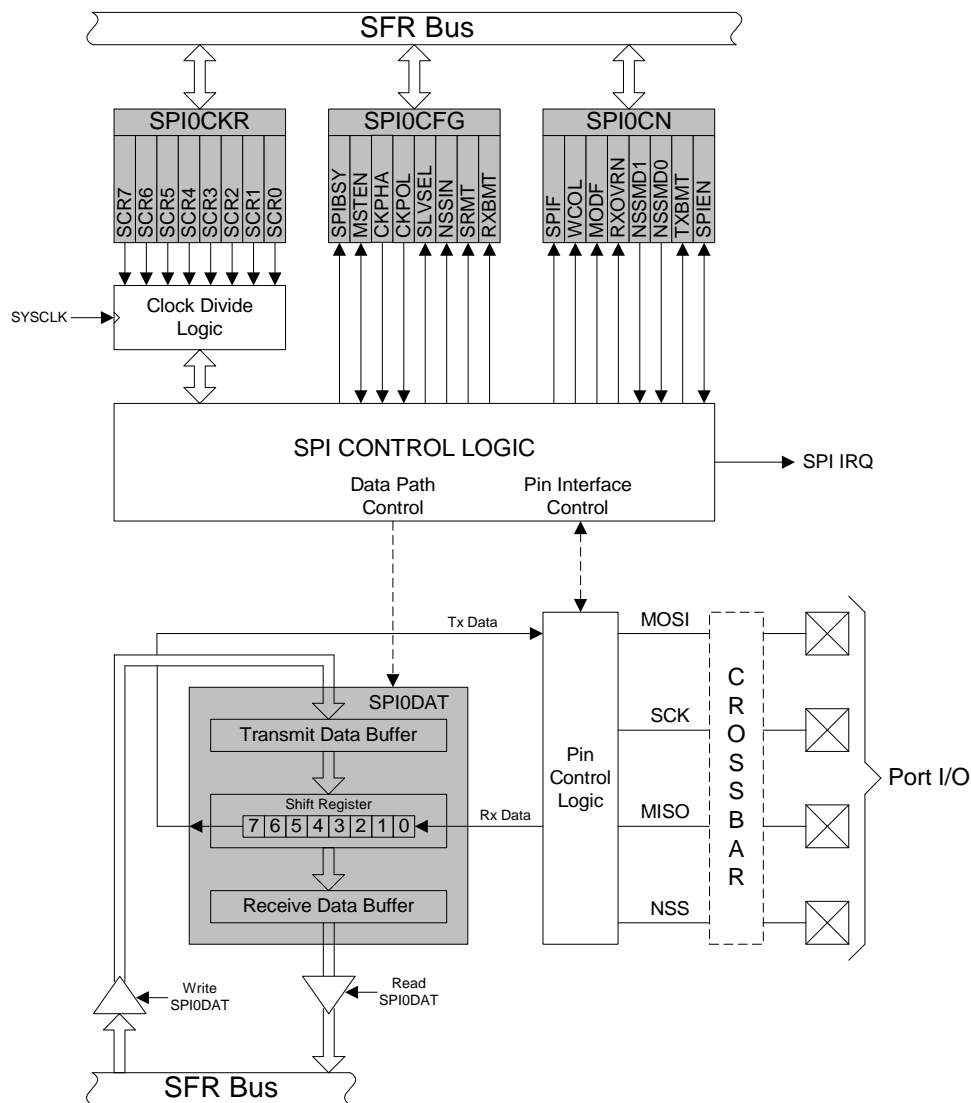 SFR Bus
SPI0CKR
SPI0CFG
SPI0CN
SCR7
SCR6
SCR5
SCR4
SCR3
SCR2
SCR1
SCR0
SPIBSY
MSTEN
CKPHA
CKPOL
SLVSEL
NSSIN
SRMT
RXBMT
SPIF
WCOL
MODF
RXOVRN
NSSMD1
NSSMD0
TXBMT
SPIEN
SYSCLK
Clock Divide
Logic
SPI CONTROL LOGIC
SPI IRQ
Data Path
Control
Pin Interface
Control
Tx Data
MOSI
SPI0DAT
Transmit Data Buffer
SCK
Shift Register
7 6 5 4 3 2 1 0
Rx Data
Pin
Control
Logic
MISO
CROSSBAR
Port I/O
Receive Data Buffer
NSS
Write
SPI0DAT
Read
SPI0DAT
SFR Bus